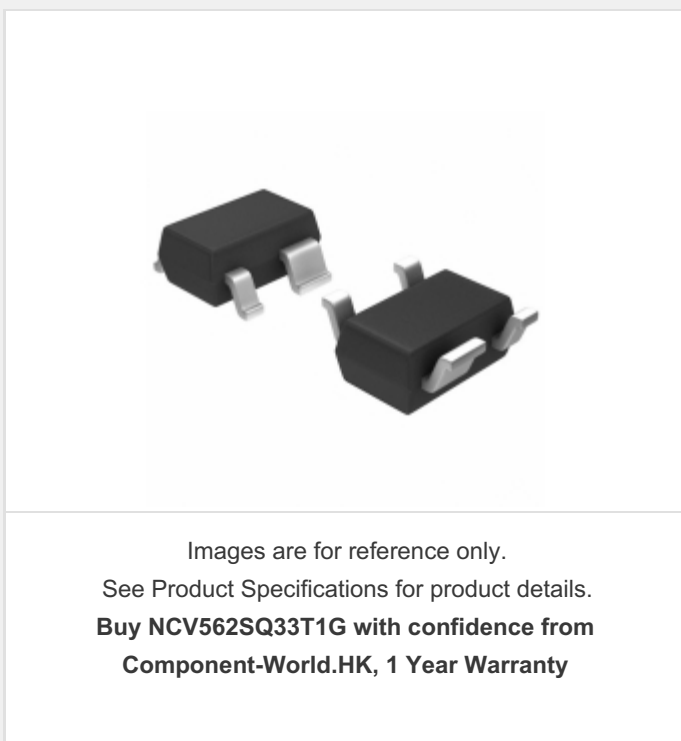 Images are for reference only.
See Product Specifications for product details.
Buy NCV562SQ33T1G with confidence from
Component-World.HK, 1 Year Warranty